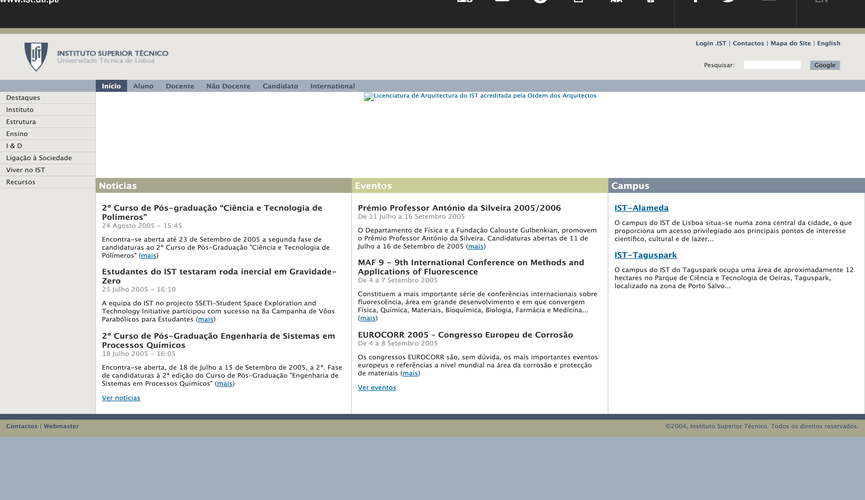 www.ist.utl.pt/
EN
INSTITUTO SUPERIOR TÉCNICO
Universidade Técnica de Lisboa
Login .IST | Contactos | Mapa do Site | English
Pesquisar:
Google
Início Aluno Docente Não Docente Candidato International
Destaques
Instituto
Estrutura
Ensino
I & D
Ligação à Sociedade
Viver no IST
Recursos
Licenciatura de Arquitectura do IST acreditada pela Ordem dos Arquitectos
Notícias
2º Curso de Pós-graduação "Ciência e Tecnologia de
Polímeros"
24 Agosto 2005 - 15:45
Encontra-se aberta até 23 de Setembro de 2005 a segunda fase de
candidaturas ao 2º Curso de Pós-Graduação "Ciência e Tecnologia de
Polímeros" (mais)
Estudantes do IST testaram roda inercial em Gravidade-
Zero
25 Julho 2005 - 16:10
A equipa do IST no projecto SSETI-Student Space Exploration and
Technology Initiative participou com sucesso na 8a Campanha de Vôos
Parabólicos para Estudantes (mais)
2º Curso de Pós-Graduação Engenharia de Sistemas em
Processos Químicos
18 Julho 2005 - 16:05
Encontra-se aberta, de 18 de Julho a 15 de Setembro de 2005, a 2ª. Fase
de candidaturas à 2ª edição do Curso de Pós-Graduação "Engenharia de
Sistemas em Processos Químicos" (mais)
Ver notícias
Eventos
Prémio Professor António da Silveira 2005/2006
De 11 Julho a 16 Setembro 2005
O Departamento de Física e a Fundação Calouste Gulbenkian, promovem
o Prémio Professor António da Silveira. Candidaturas abertas de 11 de
Julho a 16 de Setembro de 2005 (mais)
MAF 9 - 9th International Conference on Methods and
Applications of Fluorescence
De 4 a 7 Setembro 2005
Constituem a mais importante série de conferências internacionais sobre
fluorescência, área em grande desenvolvimento e em que convergem
Física, Química, Materiais, Bioquímica, Biologia, Farmácia e Medicina...
(mais)
EUROCORR 2005 - Congresso Europeu de Corrosão
De 4 a 8 Setembro 2005
Os congressos EUROCORR são, sem dúvida, os mais importantes eventos
europeus e referências a nível mundial na área da corrosão e protecção
de materiais (mais)
Ver eventos
Campus
IST-Alameda
O campus do IST de Lisboa situa-se numa zona central da cidade, o que
proporciona um acesso privilegiado aos principais pontos de interesse
científico, cultural e de lazer...
IST-Taguspark
O campus do IST do Taguspark ocupa uma área de aproximadamente 12
hectares no Parque de Ciência e Tecnologia de Oeiras, Taguspark,
localizado na zona de Porto Salvo...
Contactos | Webmaster
©2004, Instituto Superior Técnico. Todos os direitos reservados.